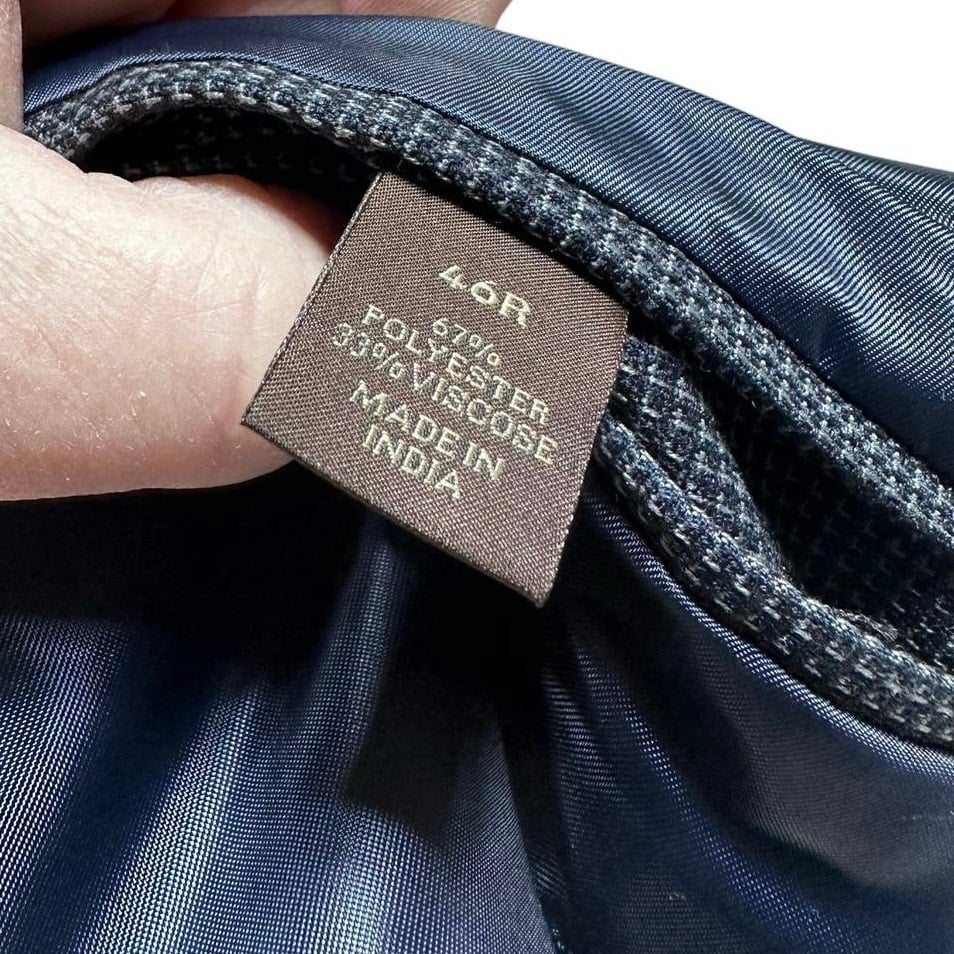 46R
67%
POLYESTER
33% VISCOSE
MADE IN
INDIA